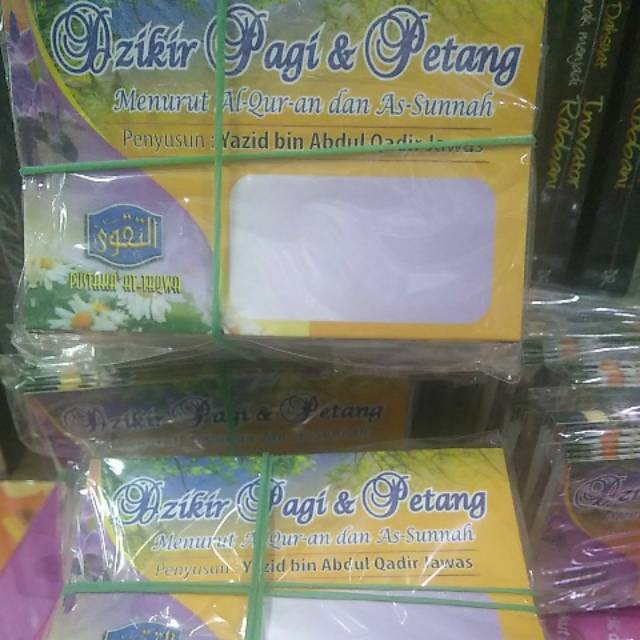 Dzikir Pagi & Petang
Menurut Al-Qur-an dan As-Sunnah
Penyusun : Yazid bin Abdul Qadir Jawas
التقوى
PUSTAKA AT-TAQWA
Dzikir Pagi & Petang
Dzikir Pagi & Petang
Menurut Al-Qur-an dan As-Sunnah
Penyusun : Yazid bin Abdul Qadir Jawas
Dzikir